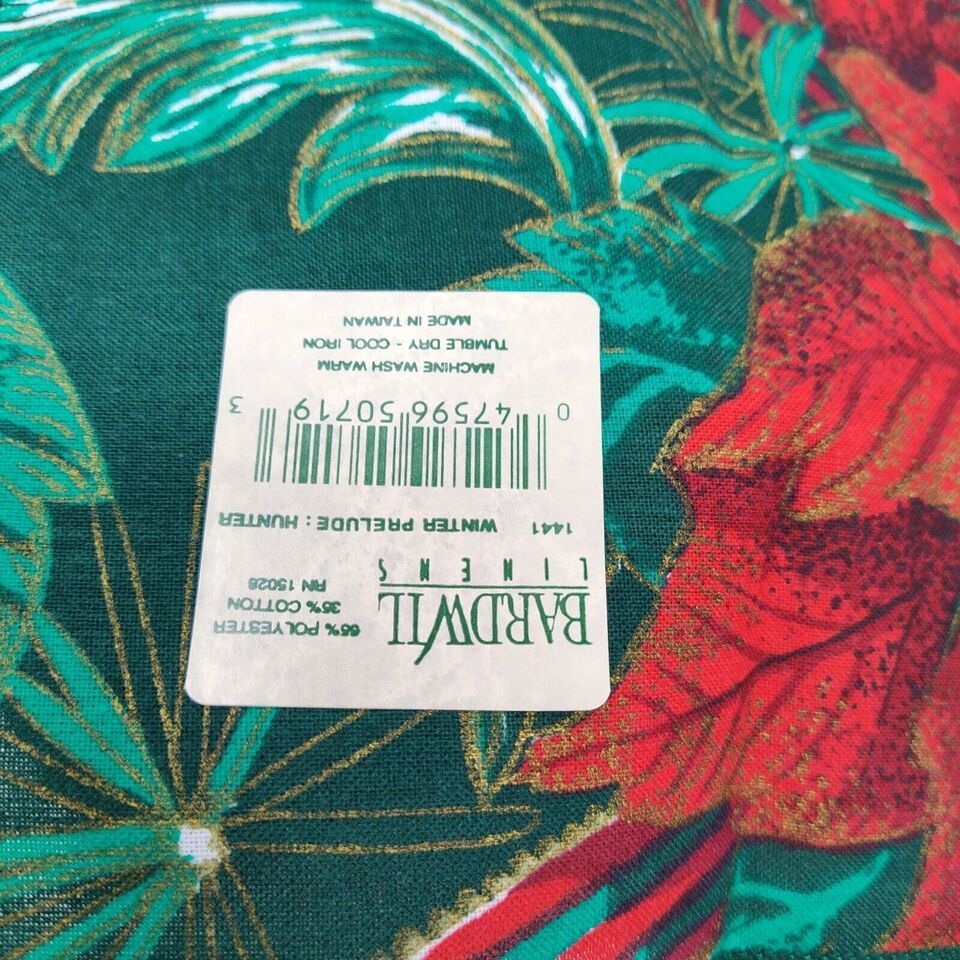 BARDWIL
LINENS
65% POLYESTER
35% COTTON
RN 15028
1441 WINTER PRELUDE : HUNTER
0 47596 50719 3
MACHINE WASH WARM
TUMBLE DRY - COOL IRON
MADE IN TAIWAN